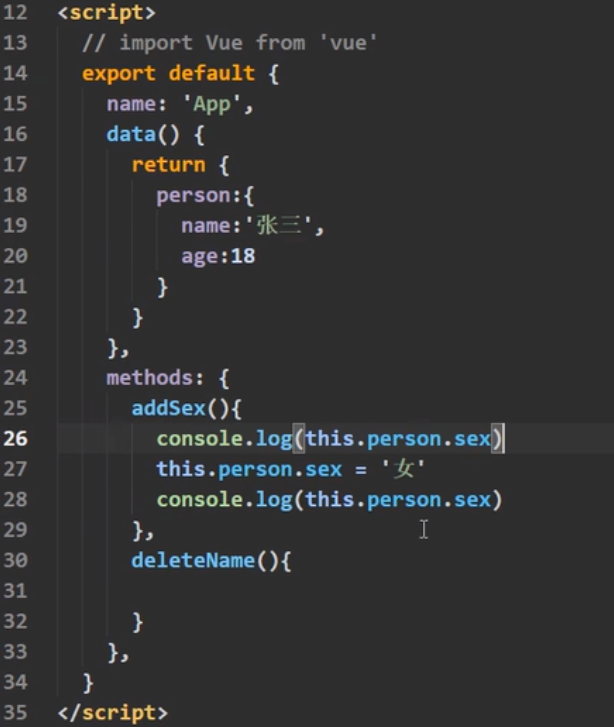 12 <script>
13 // import Vue from 'vue'
14 export default {
15 name: 'App',
16 data() {
17 return {
18 person:{
19 name:'张三',
20 age:18
21 }
22 }
23 },
24 methods: {
25 addSex(){
26 console.log(this.person.sex)
27 this.person.sex = '女'
28 console.log(this.person.sex)
29 },
30 deleteName(){
31
32 }
33 },
34 }
35 </script>